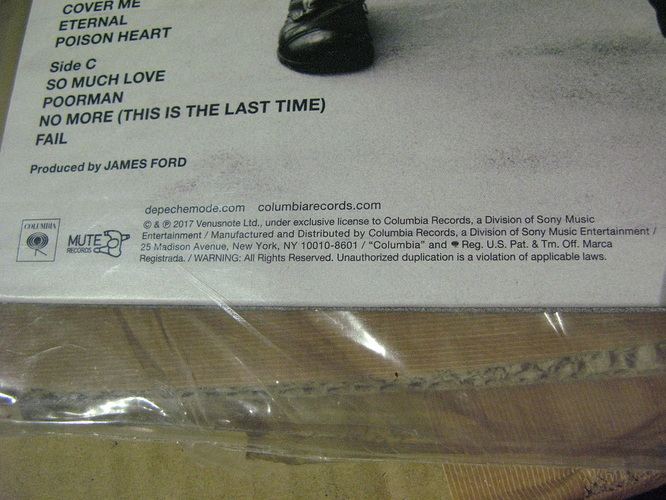 COVER ME
ETERNAL
POISON HEART
Side C
SO MUCH LOVE
POORMAN
NO MORE (THIS IS THE LAST TIME)
FAIL
Produced by JAMES FORD
depechemode.com columbiarecords.com
COLUMBIA
MUTE
RECORDS
© & ℗ 2017 Venusnote Ltd., under exclusive license to Columbia Records, a Division of Sony Music
Entertainment / Manufactured and Distributed by Columbia Records, a Division of Sony Music Entertainment /
25 Madison Avenue, New York, NY 10010-8601 / "Columbia" and Reg. U.S. Pat. & Tm. Off. Marca
Registrada. / WARNING: All Rights Reserved. Unauthorized duplication is a violation of applicable laws.